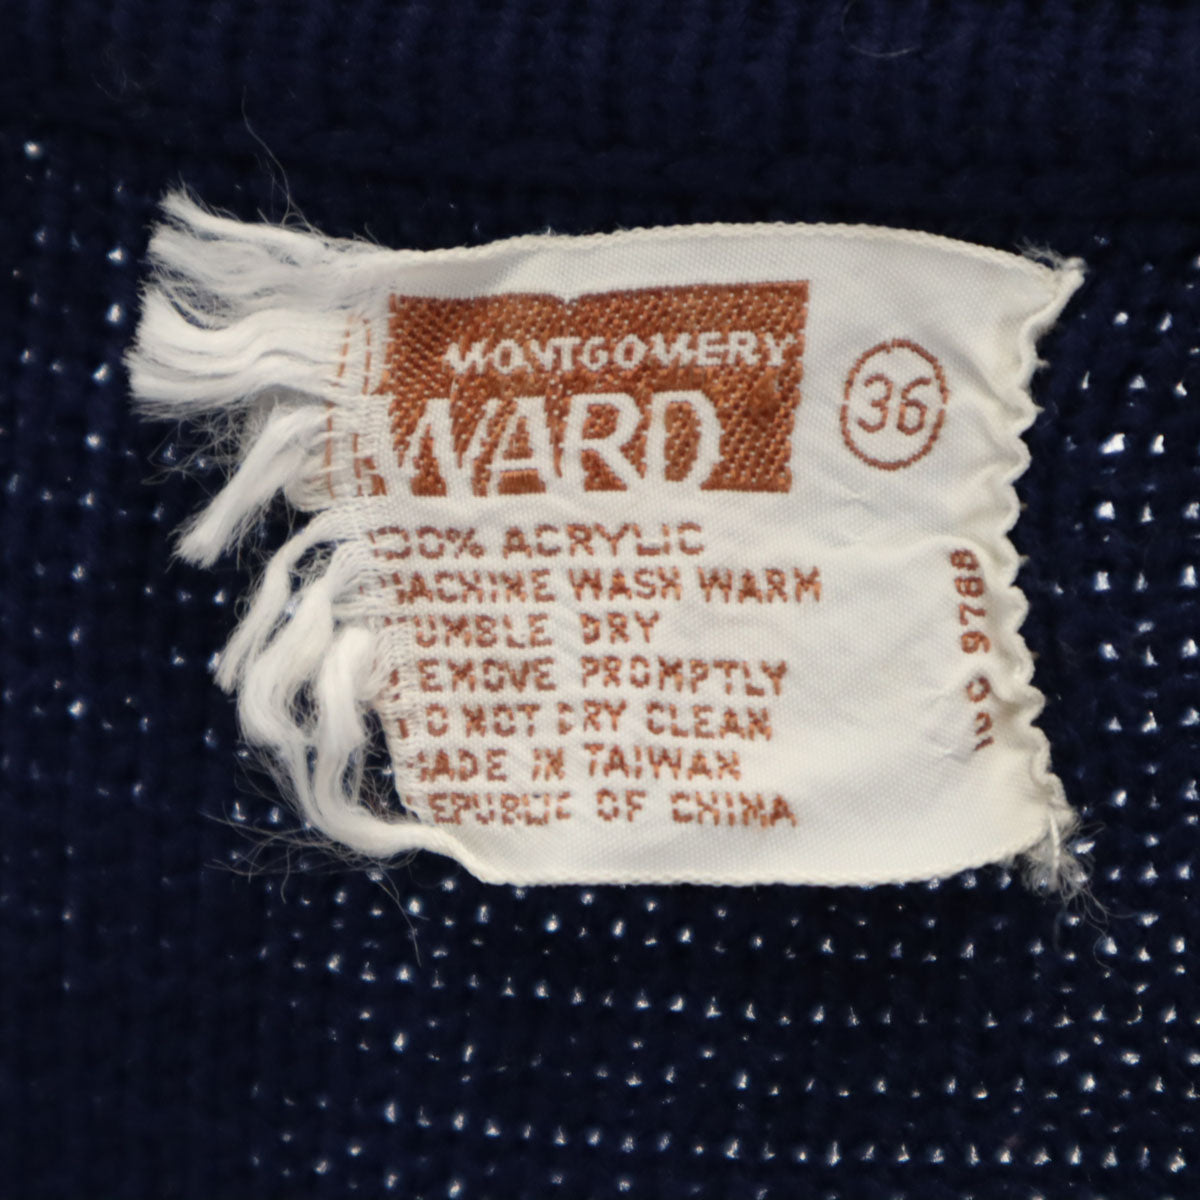 MONTGOMERY
WARD
36
100% ACRYLIC
MACHINE WASH WARM
TUMBLE DRY
REMOVE PROMPTLY
DO NOT DRY CLEAN
MADE IN TAIWAN
REPUBLIC OF CHINA
9788